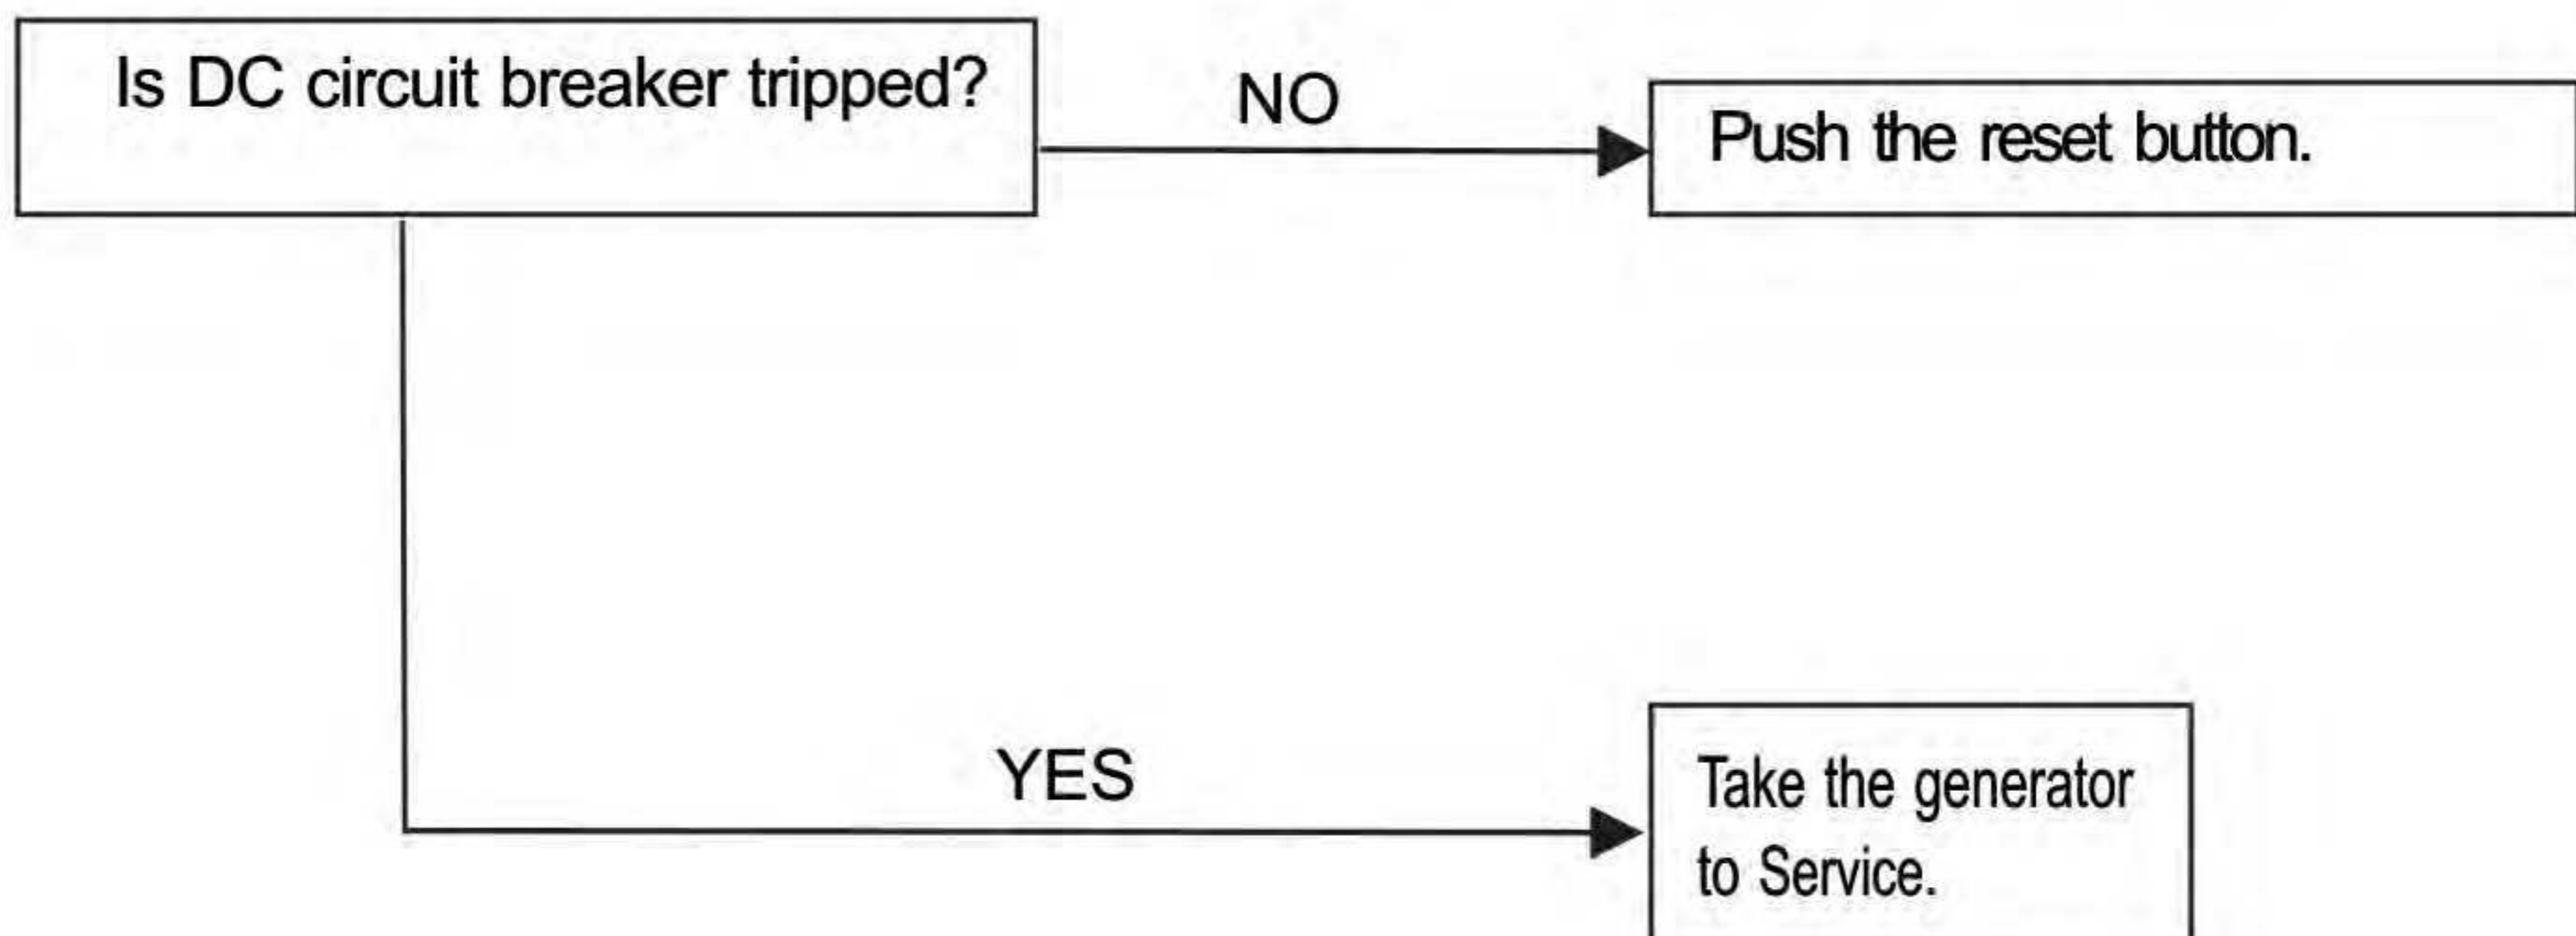 Is DC circuit breaker tripped?
NO
Push the reset button.
YES
Take the generator
to Service.